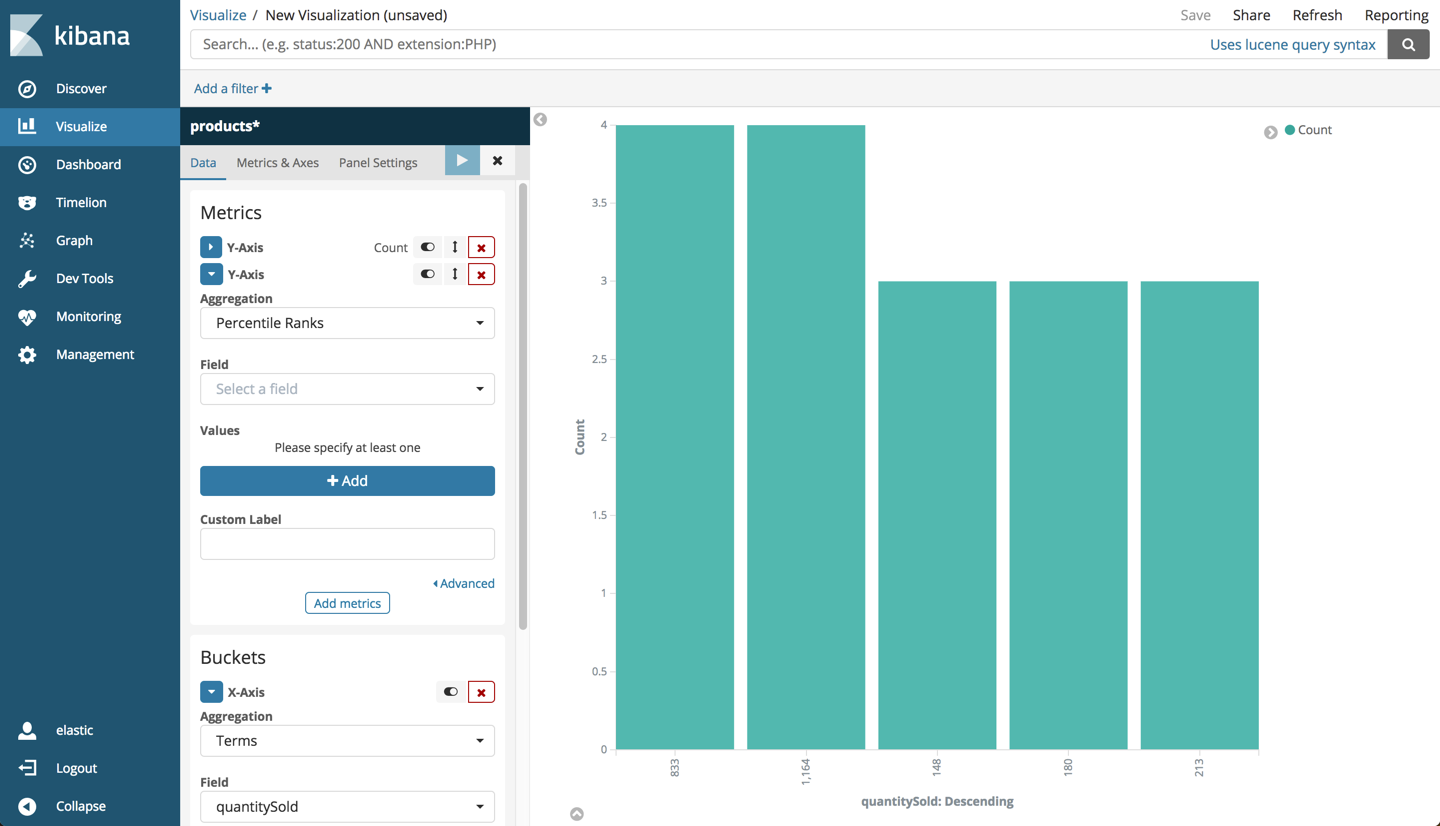 kibana
Discover
Visualize
Dashboard
Timelion
Graph
Dev Tools
Monitoring
Management
elastic
Logout
Collapse
Visualize / New Visualization (unsaved)
Save Share Refresh Reporting
Search... (e.g. status:200 AND extension:PHP) Uses lucene query syntax
Add a filter
products*
Data Metrics & Axes Panel Settings
Metrics
Y-Axis Count
Y-Axis
Aggregation
Percentile Ranks
Field
Select a field
Values
Please specify at least one
Add
Custom Label
Advanced
Add metrics
Buckets
X-Axis
Aggregation
Terms
Field
quantitySold
Count
4
3.5
3
2.5
2
1.5
1
0.5
0
Count
833 1,164 148 180 213
quantitySold: Descending